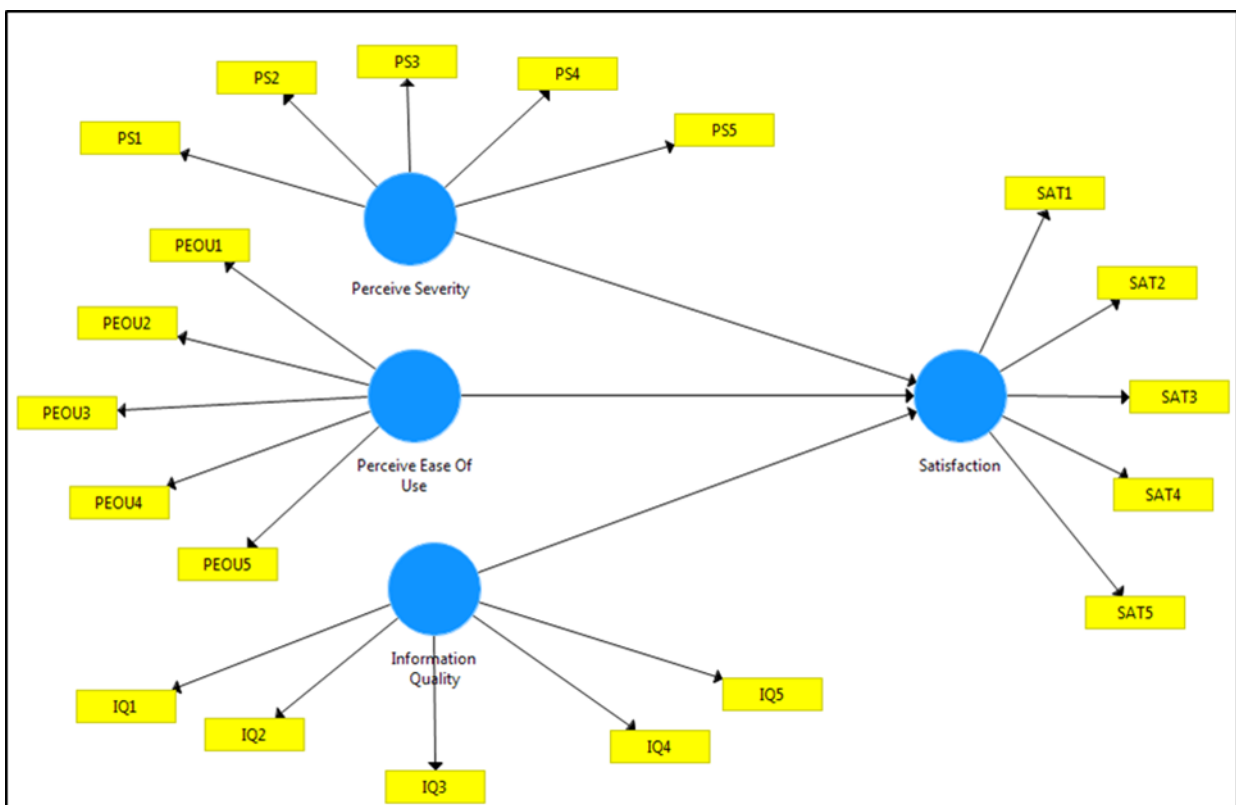 PS1
PS2
PS3
PS4
PS5
Perceive Severity
PEOU1
PEOU2
PEOU3
PEOU4
PEOU5
Perceive Ease Of
Use
Information
Quality
IQ1
IQ2
IQ3
IQ4
IQ5
Satisfaction
SAT1
SAT2
SAT3
SAT4
SAT5